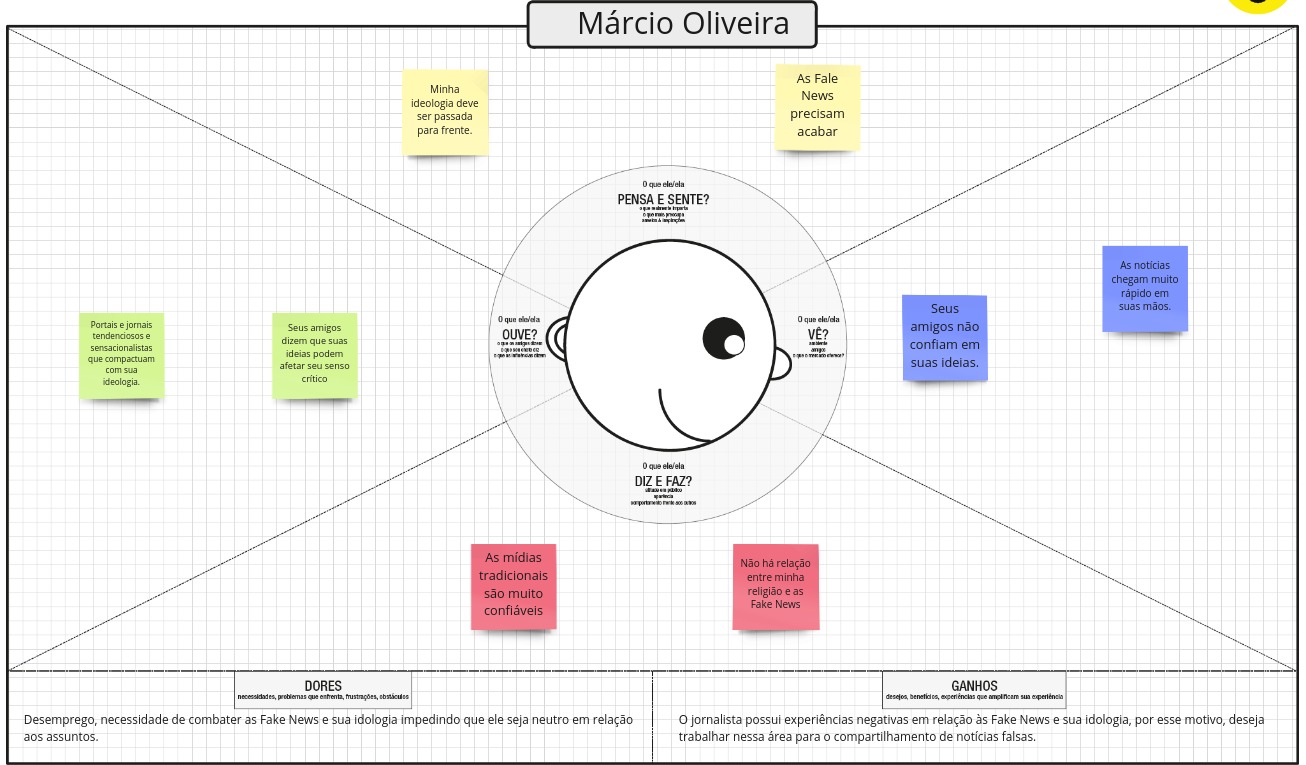 Márcio Oliveira
Minha
ideologia deve
ser passada
para frente.
As Fale
News
precisam
acabar
O que ele/ela
PENSA E SENTE?
o que realmente importa
o que mais preocupa
anseios & inspirações
Portais e jornais
tendenciosos e
sensacionalistas
que compactuam
com sua
ideologia.
Seus amigos
dizem que suas
ideias podem
afetar seu senso
crítico
O que ele/ela
OUVE?
o que os amigos dizem
o que seu chefe diz
o que as influências dizem
O que ele/ela
VÊ?
ambiente
amigos
o que o mercado oferece?
Seus
amigos não
confiam em
suas ideias.
As notícias
chegam muito
rápido em
suas mãos.
O que ele/ela
DIZ E FAZ?
atitude em público
aparência
As mídias
tradicionais
são muito
confiáveis
Não há relação
entre minha
religião e as
Fake News
DORES
necessidades, problemas que enfrenta, frustrações, obstáculos
Desemprego, necessidade de combater as Fake News e sua idologia impedindo que ele seja neutro em relação
aos assuntos.
GANHOS
desejos, benefícios, experiências que amplificam sua experiência
O jornalista possui experiências negativas em relação às Fake News e sua idologia, por esse motivo, deseja
trabalhar nessa área para o compartilhamento de notícias falsas.